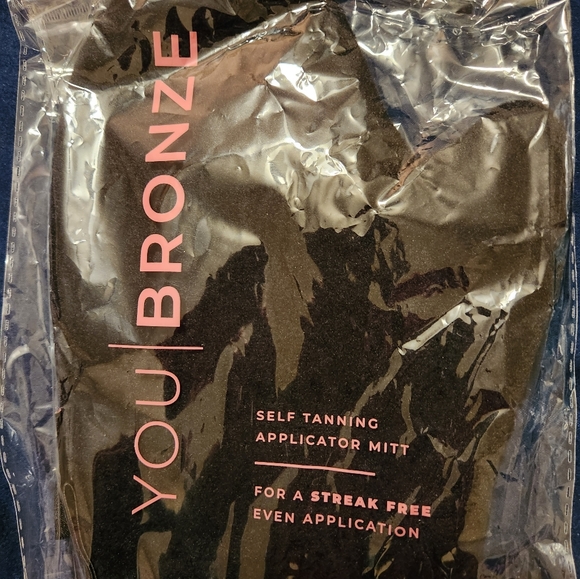 YOU|BRONZE
SELF TANNING
APPLICATOR MITT
FOR A STREAK FREE
EVEN APPLICATION